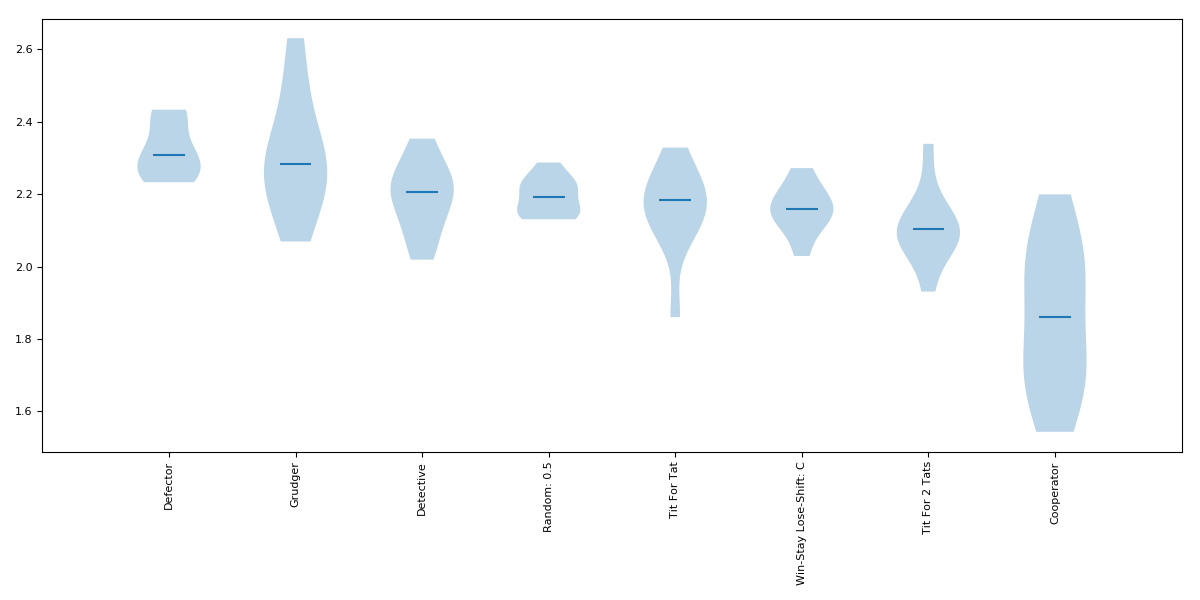 2.6
2.4
2.2
2.0
1.8
1.6
Defector
Grudger
Detective
Random: 0.5
Tit For Tat
Win-Stay Lose-Shift: C
Tit For 2 Tats
Cooperator